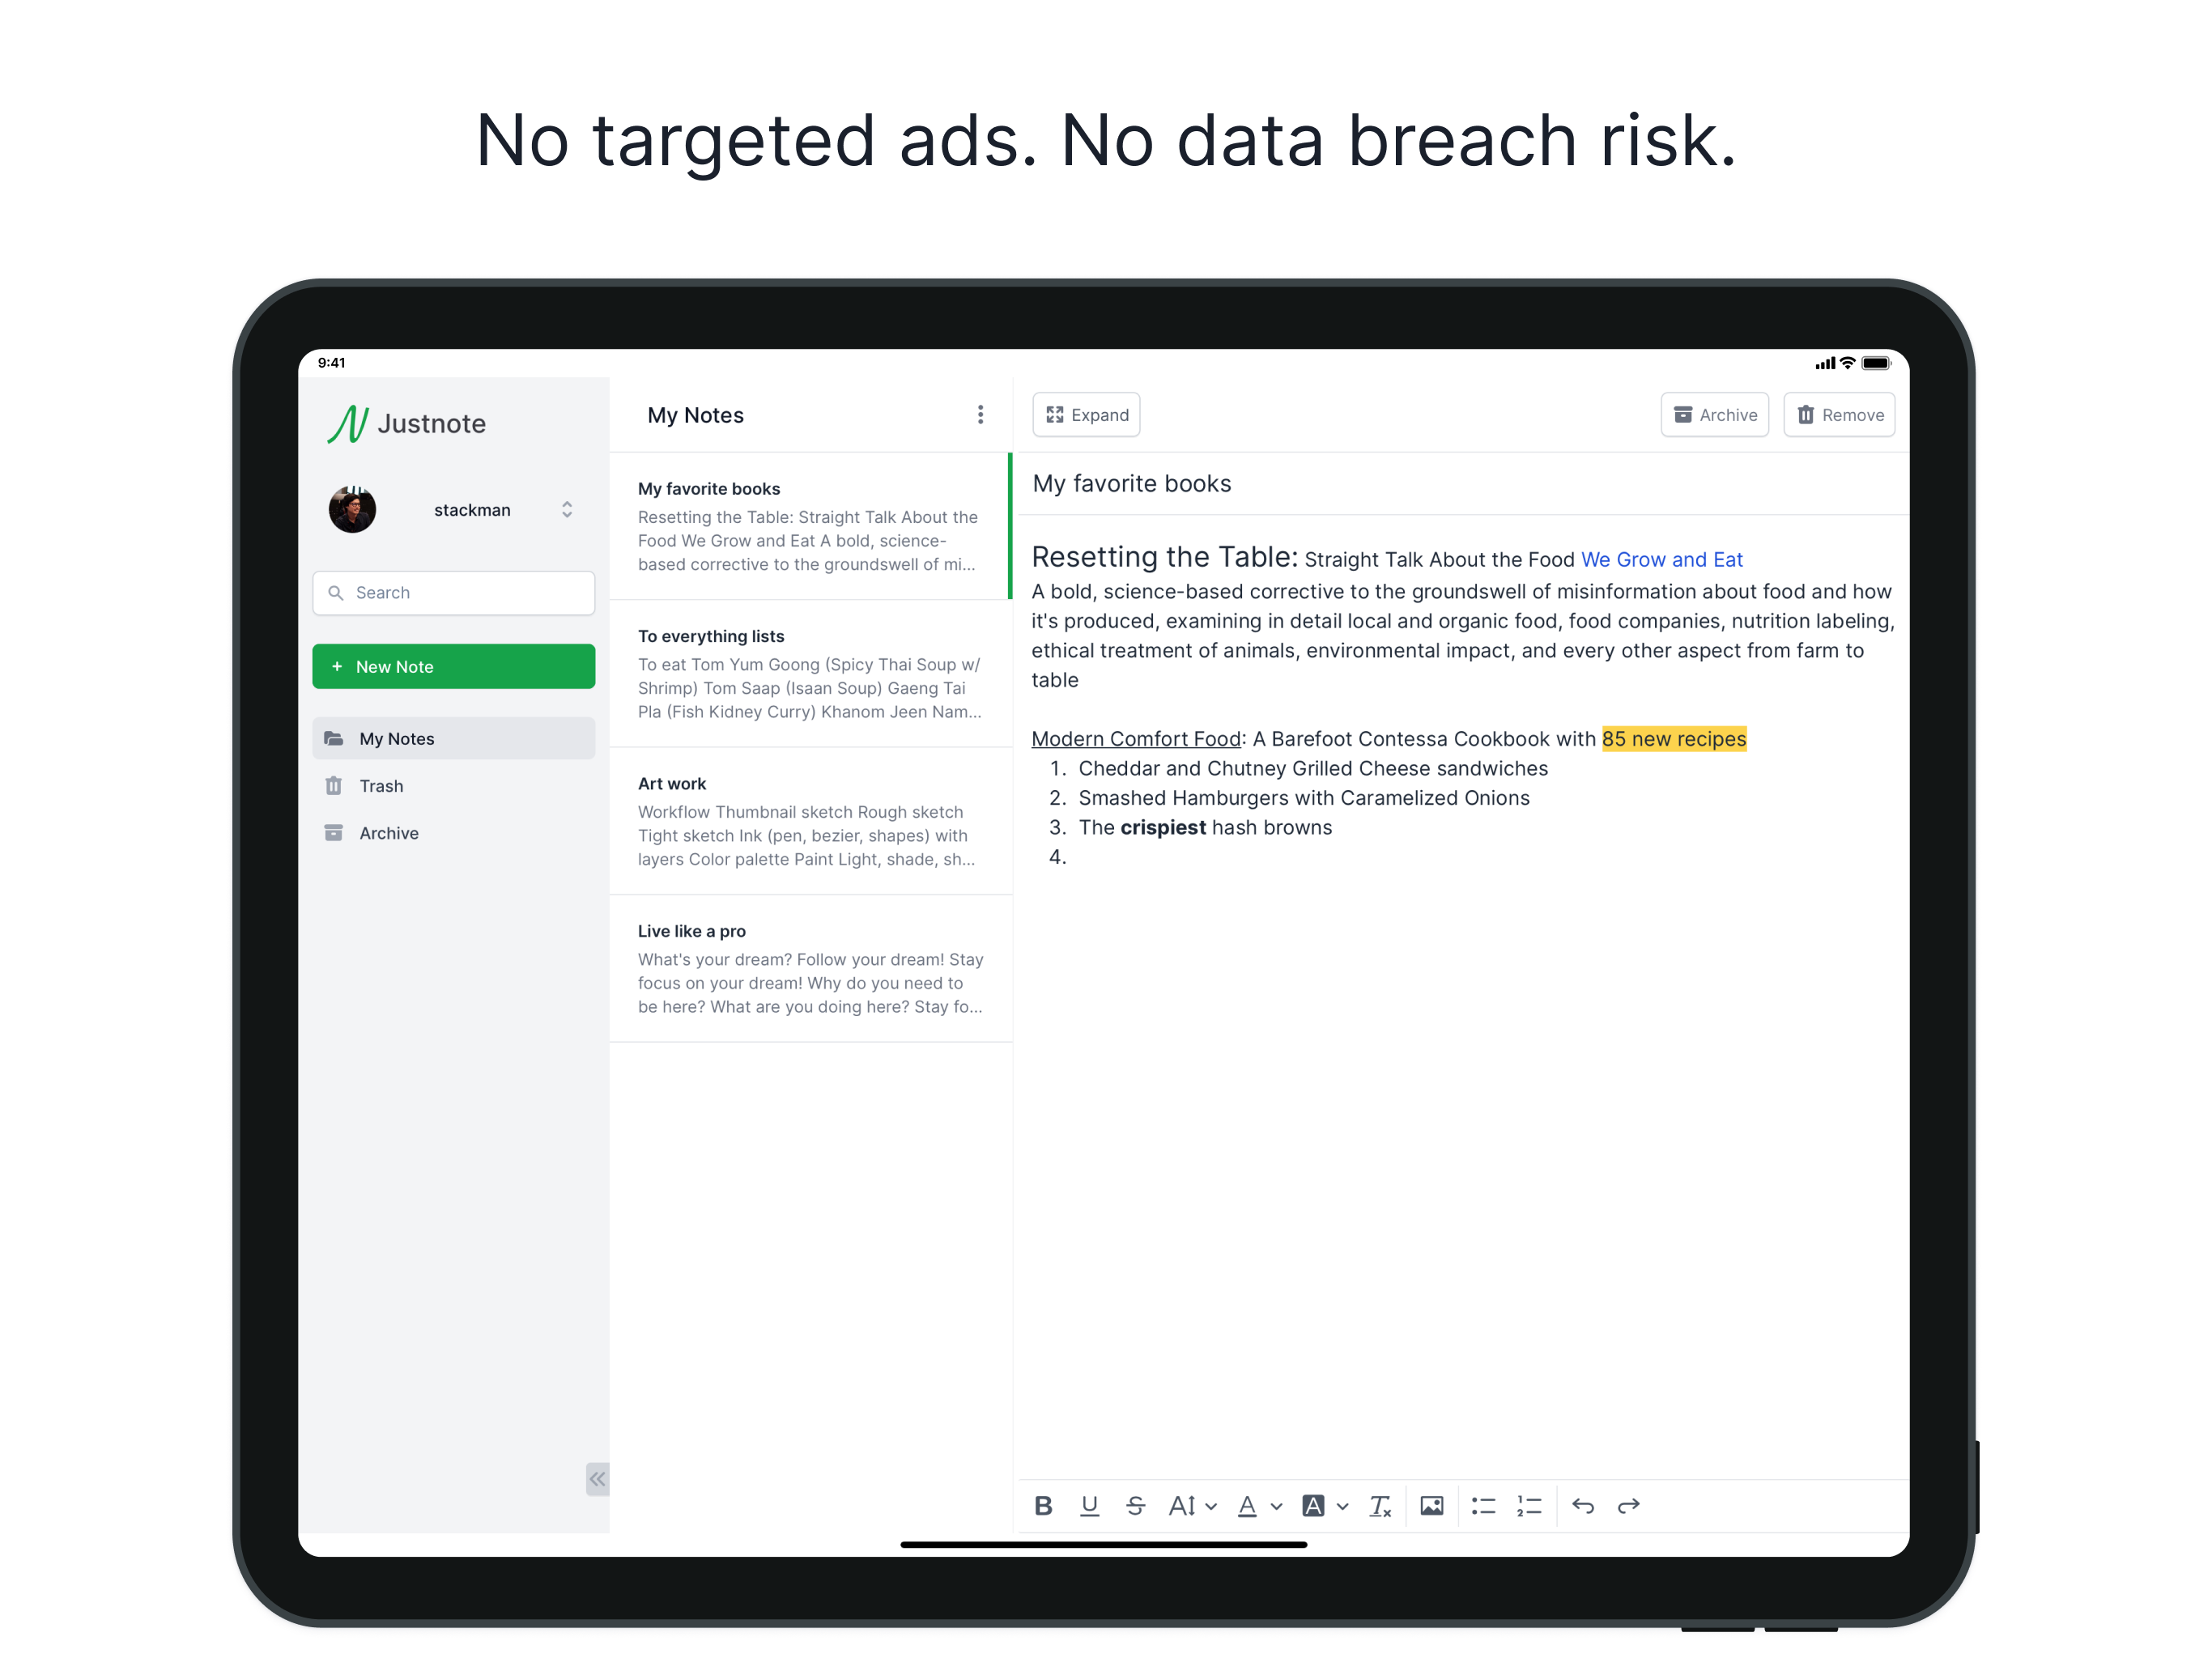 No targeted ads. No data breach risk.
9:41
Justnote
stackman
Search
+ New Note
My Notes
Trash
Archive
My Notes
My favorite books
Resetting the Table: Straight Talk About the
Food We Grow and Eat A bold, science-
based corrective to the groundswell of mi...
To everything lists
To eat Tom Yum Goong (Spicy Thai Soup w/
Shrimp) Tom Saap (Isaan Soup) Gaeng Tai
Pla (Fish Kidney Curry) Khanom Jeen Nam...
Art work
Workflow Thumbnail sketch Rough sketch
Tight sketch Ink (pen, bezier, shapes) with
layers Color palette Paint Light, shade, sh...
Live like a pro
What's your dream? Follow your dream! Stay
focus on your dream! Why do you need to
be here? What are you doing here? Stay fo...
Expand
Archive
Remove
My favorite books
Resetting the Table: Straight Talk About the Food We Grow and Eat
A bold, science-based corrective to the groundswell of misinformation about food and how
it's produced, examining in detail local and organic food, food companies, nutrition labeling,
ethical treatment of animals, environmental impact, and every other aspect from farm to
table
Modern Comfort Food: A Barefoot Contessa Cookbook with 85 new recipes
1. Cheddar and Chutney Grilled Cheese sandwiches
2. Smashed Hamburgers with Caramelized Onions
3. The crispiest hash browns
4.